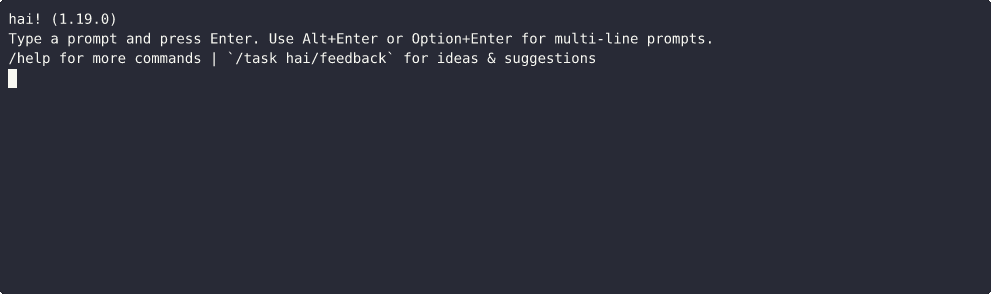 hai! (1.19.0)
Type a prompt and press Enter. Use Alt+Enter or Option+Enter for multi-line prompts.
/help for more commands | `/task hai/feedback` for ideas & suggestions